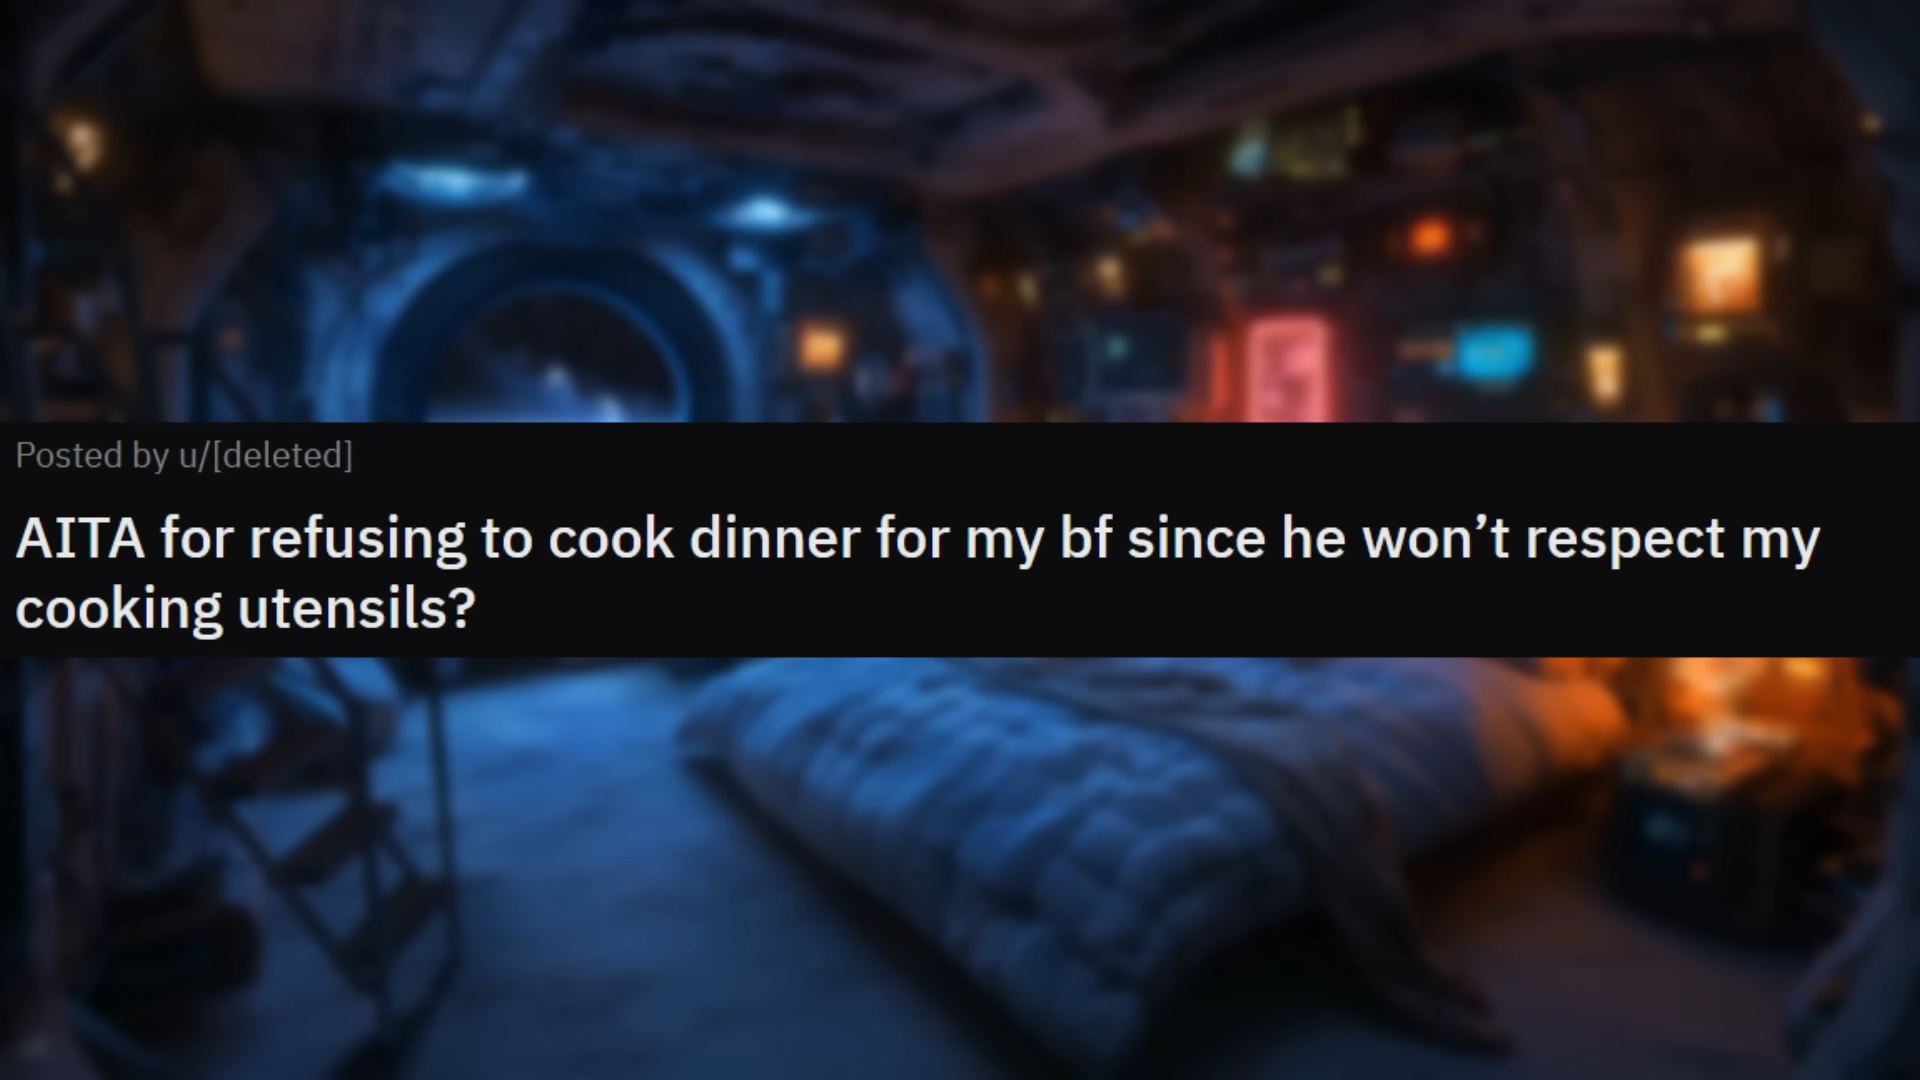 Posted by u/[deleted]
AITA for refusing to cook dinner for my bf since he won’t respect my
cooking utensils?